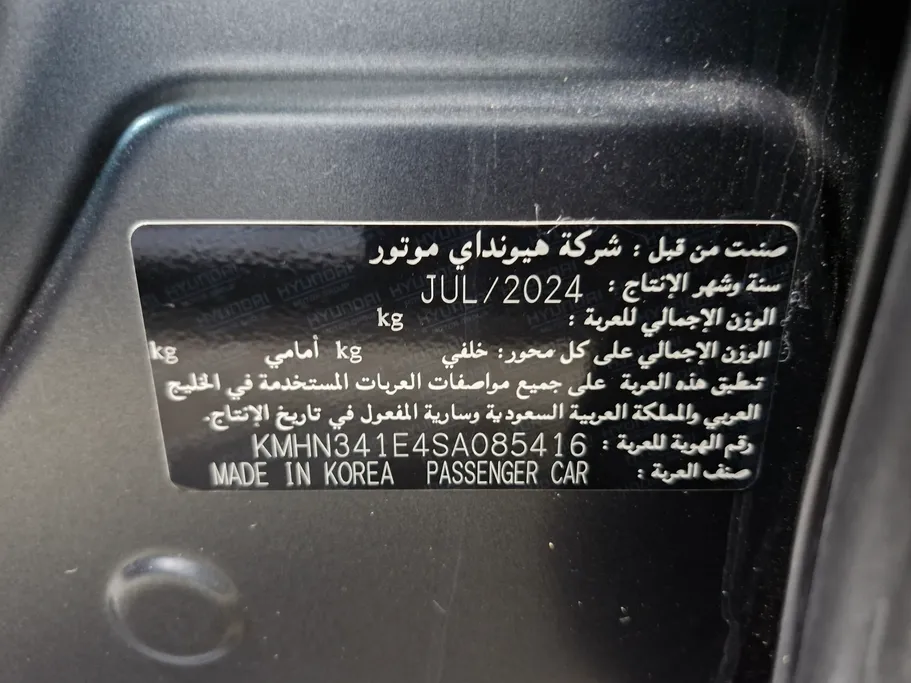 صنعت من قبل : شركة هيونداي موتور
سنة وشهر الإنتاج : JUL/2024
الوزن الإجمالي للعربة : kg
الوزن الإجمالي على كل محور: خلفي kg أمامي kg
تنطبق هذه العربة على جميع مواصفات العربات المستخدمة في الخليج
العربي والمملكة العربية السعودية وسارية المفعول في تاريخ الإنتاج.
رقم الهوية للعربة : KMHN341E4SA085416
صنف العربة : MADE IN KOREA PASSENGER CAR